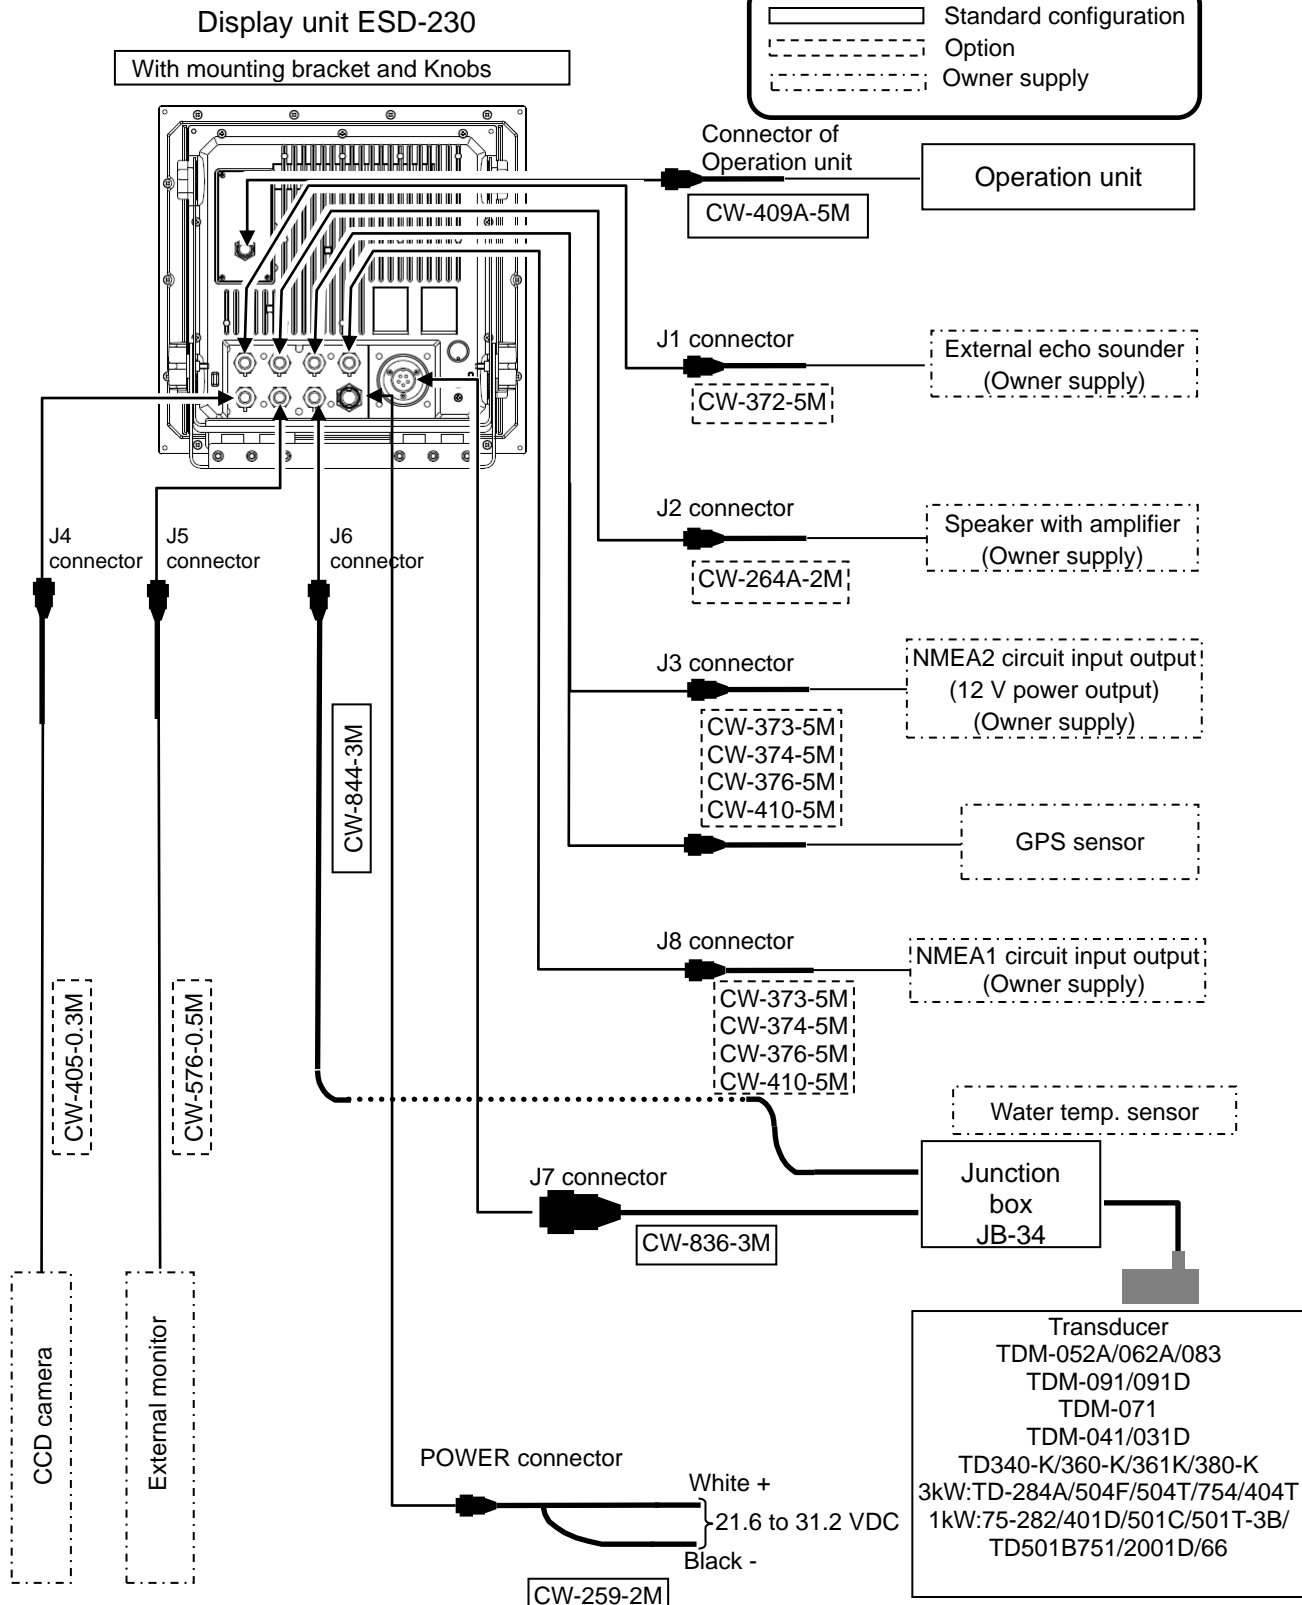 Display unit ESD-230
With mounting bracket and Knobs
Standard configuration
Option
Owner supply
Connector of
Operation unit
CW-409A-5M
Operation unit
J1 connector
CW-372-5M
External echo sounder
(Owner supply)
J2 connector
CW-264A-2M
Speaker with amplifier
(Owner supply)
J4
connector
J5
connector
J6
connector
J3 connector
CW-373-5M
CW-374-5M
CW-376-5M
CW-410-5M
NMEA2 circuit input output
(12 V power output)
(Owner supply)
CW-844-3M
GPS sensor
J8 connector
CW-373-5M
CW-374-5M
CW-376-5M
CW-410-5M
NMEA1 circuit input output
(Owner supply)
CW-405-0.3M
CW-576-0.5M
Water temp. sensor
J7 connector
CW-836-3M
Junction
box
JB-34
CCD camera
External monitor
Transducer
TDM-052A/062A/083
TDM-091/091D
TDM-071
TDM-041/031D
TD340-K/360-K/361K/380-K
3kW:TD-284A/504F/504T/754/404T
1kW:75-282/401D/501C/501T-3B/
TD501B751/2001D/66
POWER connector
White +
21.6 to 31.2 VDC
Black -
CW-259-2M